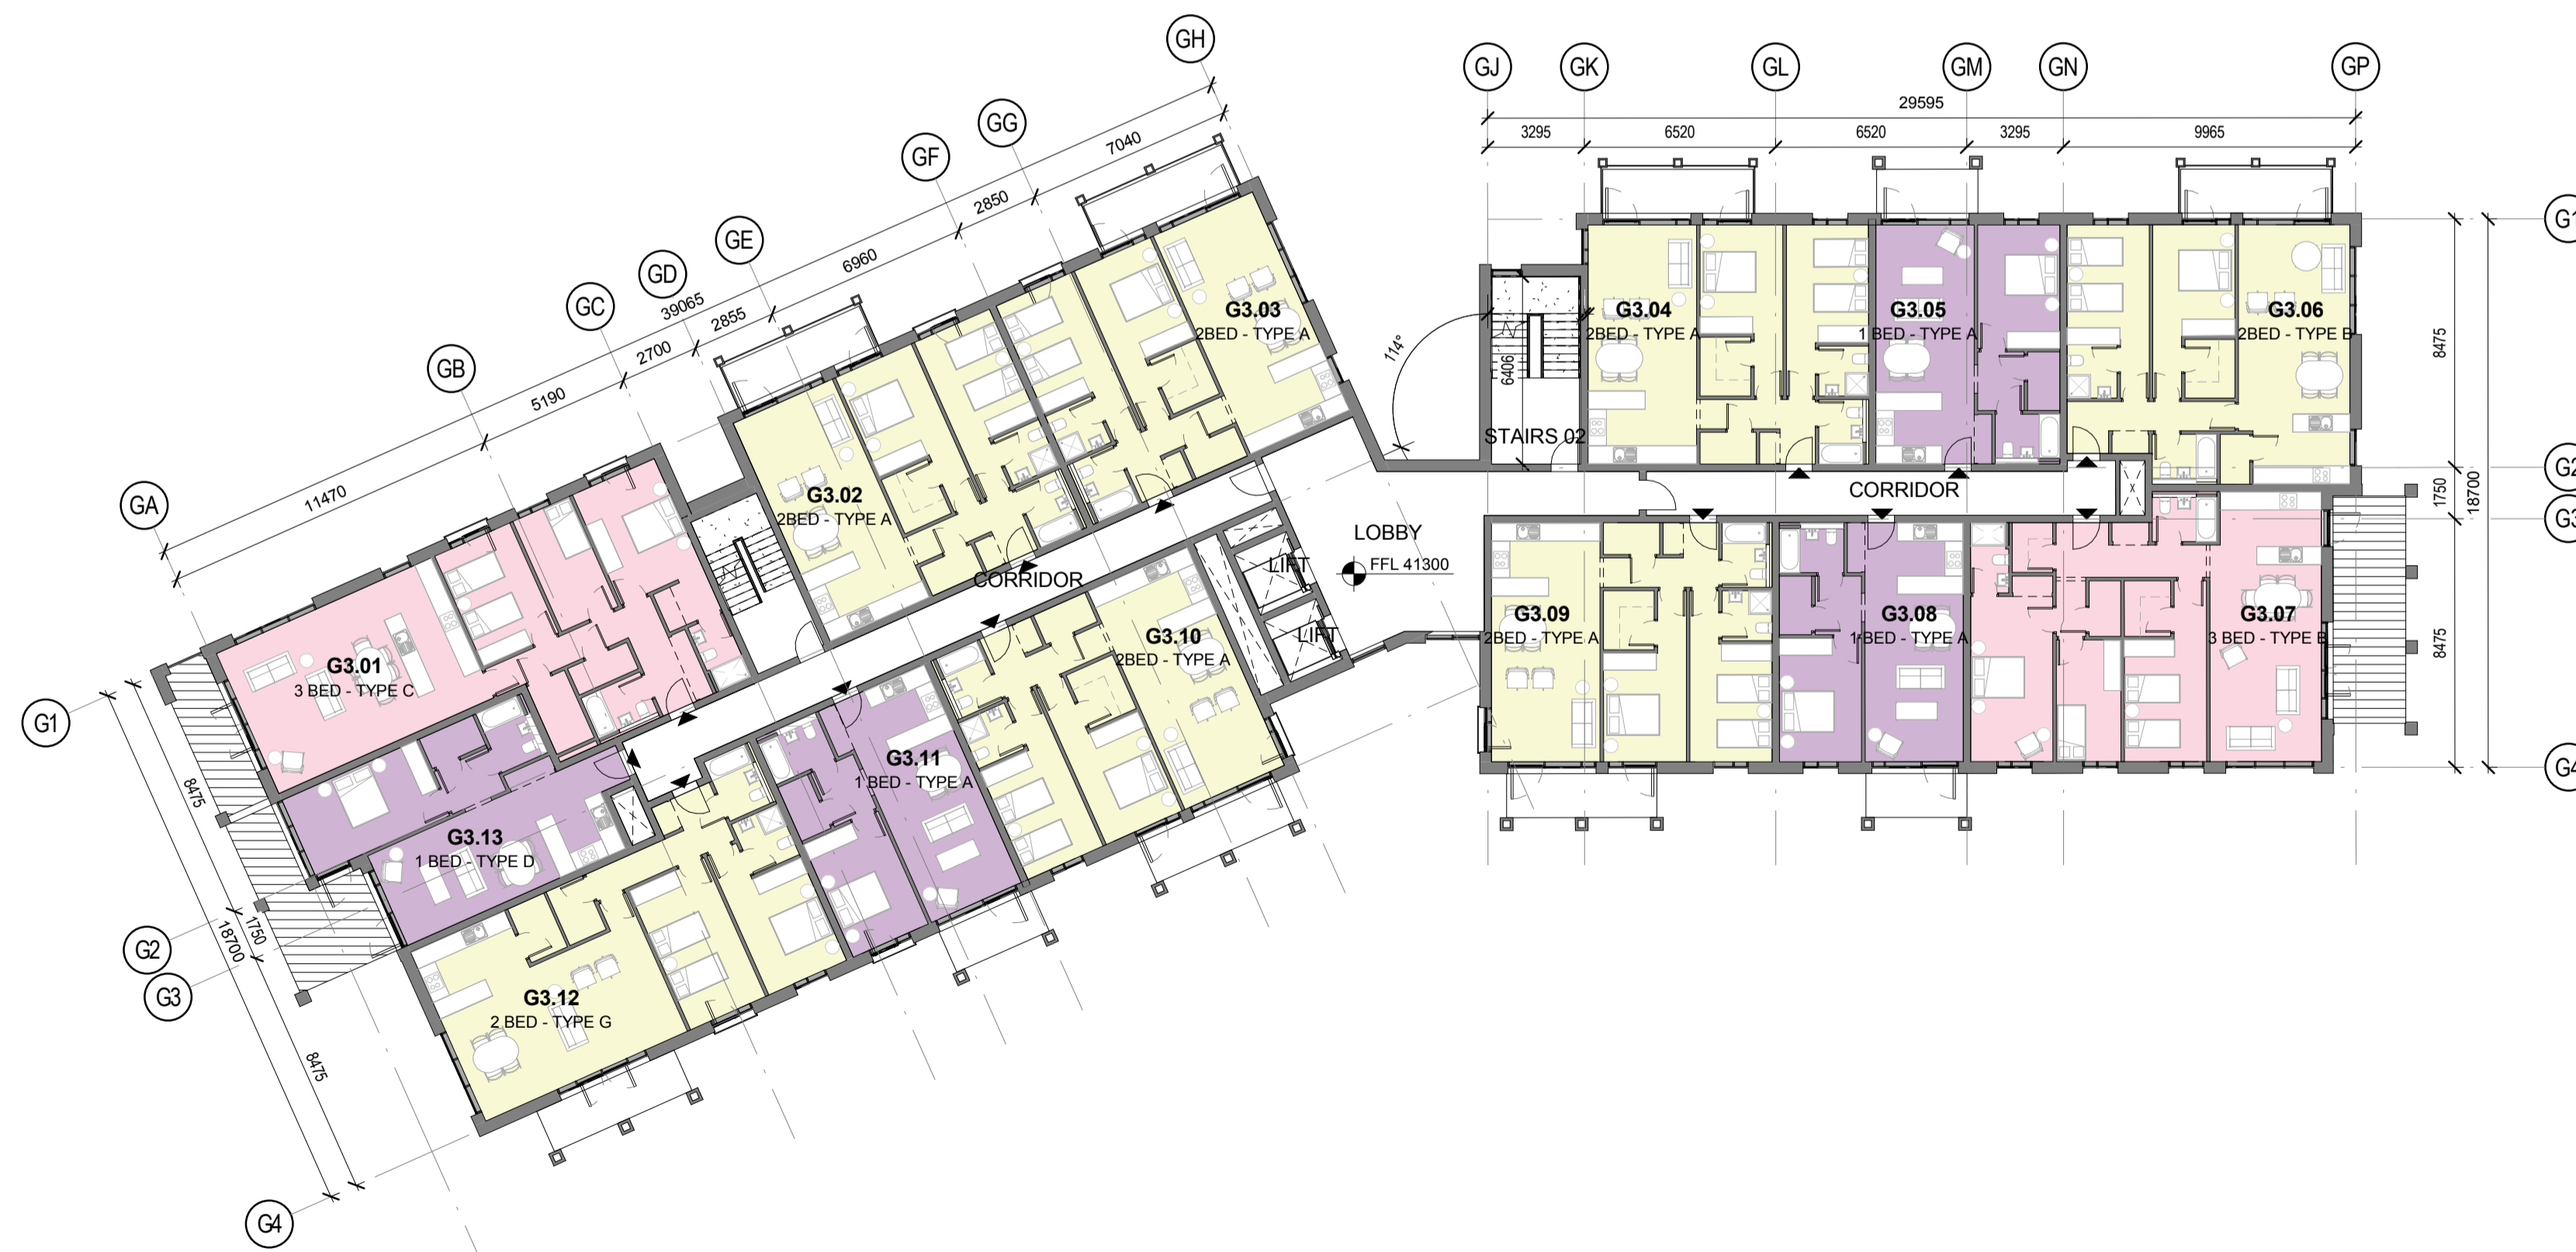 GH
GJ
GK
GL
GM
GN
GP
29595
3295
6520
6520
3295
9965
GG
GF
7040
2850
GE
6960
GD
39065
2855
GC
2700
GB
5190
GA
11470
G1
G2
G3
G4
8475
1750
18700
8475
114°
6406
STAIRS 02
G3.04
2BED - TYPE A
G3.05
1 BED - TYPE A
G3.06
2BED - TYPE B
G3.03
2BED - TYPE A
G3.02
2BED - TYPE A
CORRIDOR
CORRIDOR
LOBBY
FFL 41300
LIFT
LIFT
G3.09
2BED - TYPE A
G3.08
1 BED - TYPE A
G3.07
3 BED - TYPE B
G3.10
2BED - TYPE A
G3.01
3 BED - TYPE C
G3.11
1 BED - TYPE A
G3.13
1 BED - TYPE D
G3.12
2 BED - TYPE G
G1
8475
G2
1750
18700
G3
8475
G4